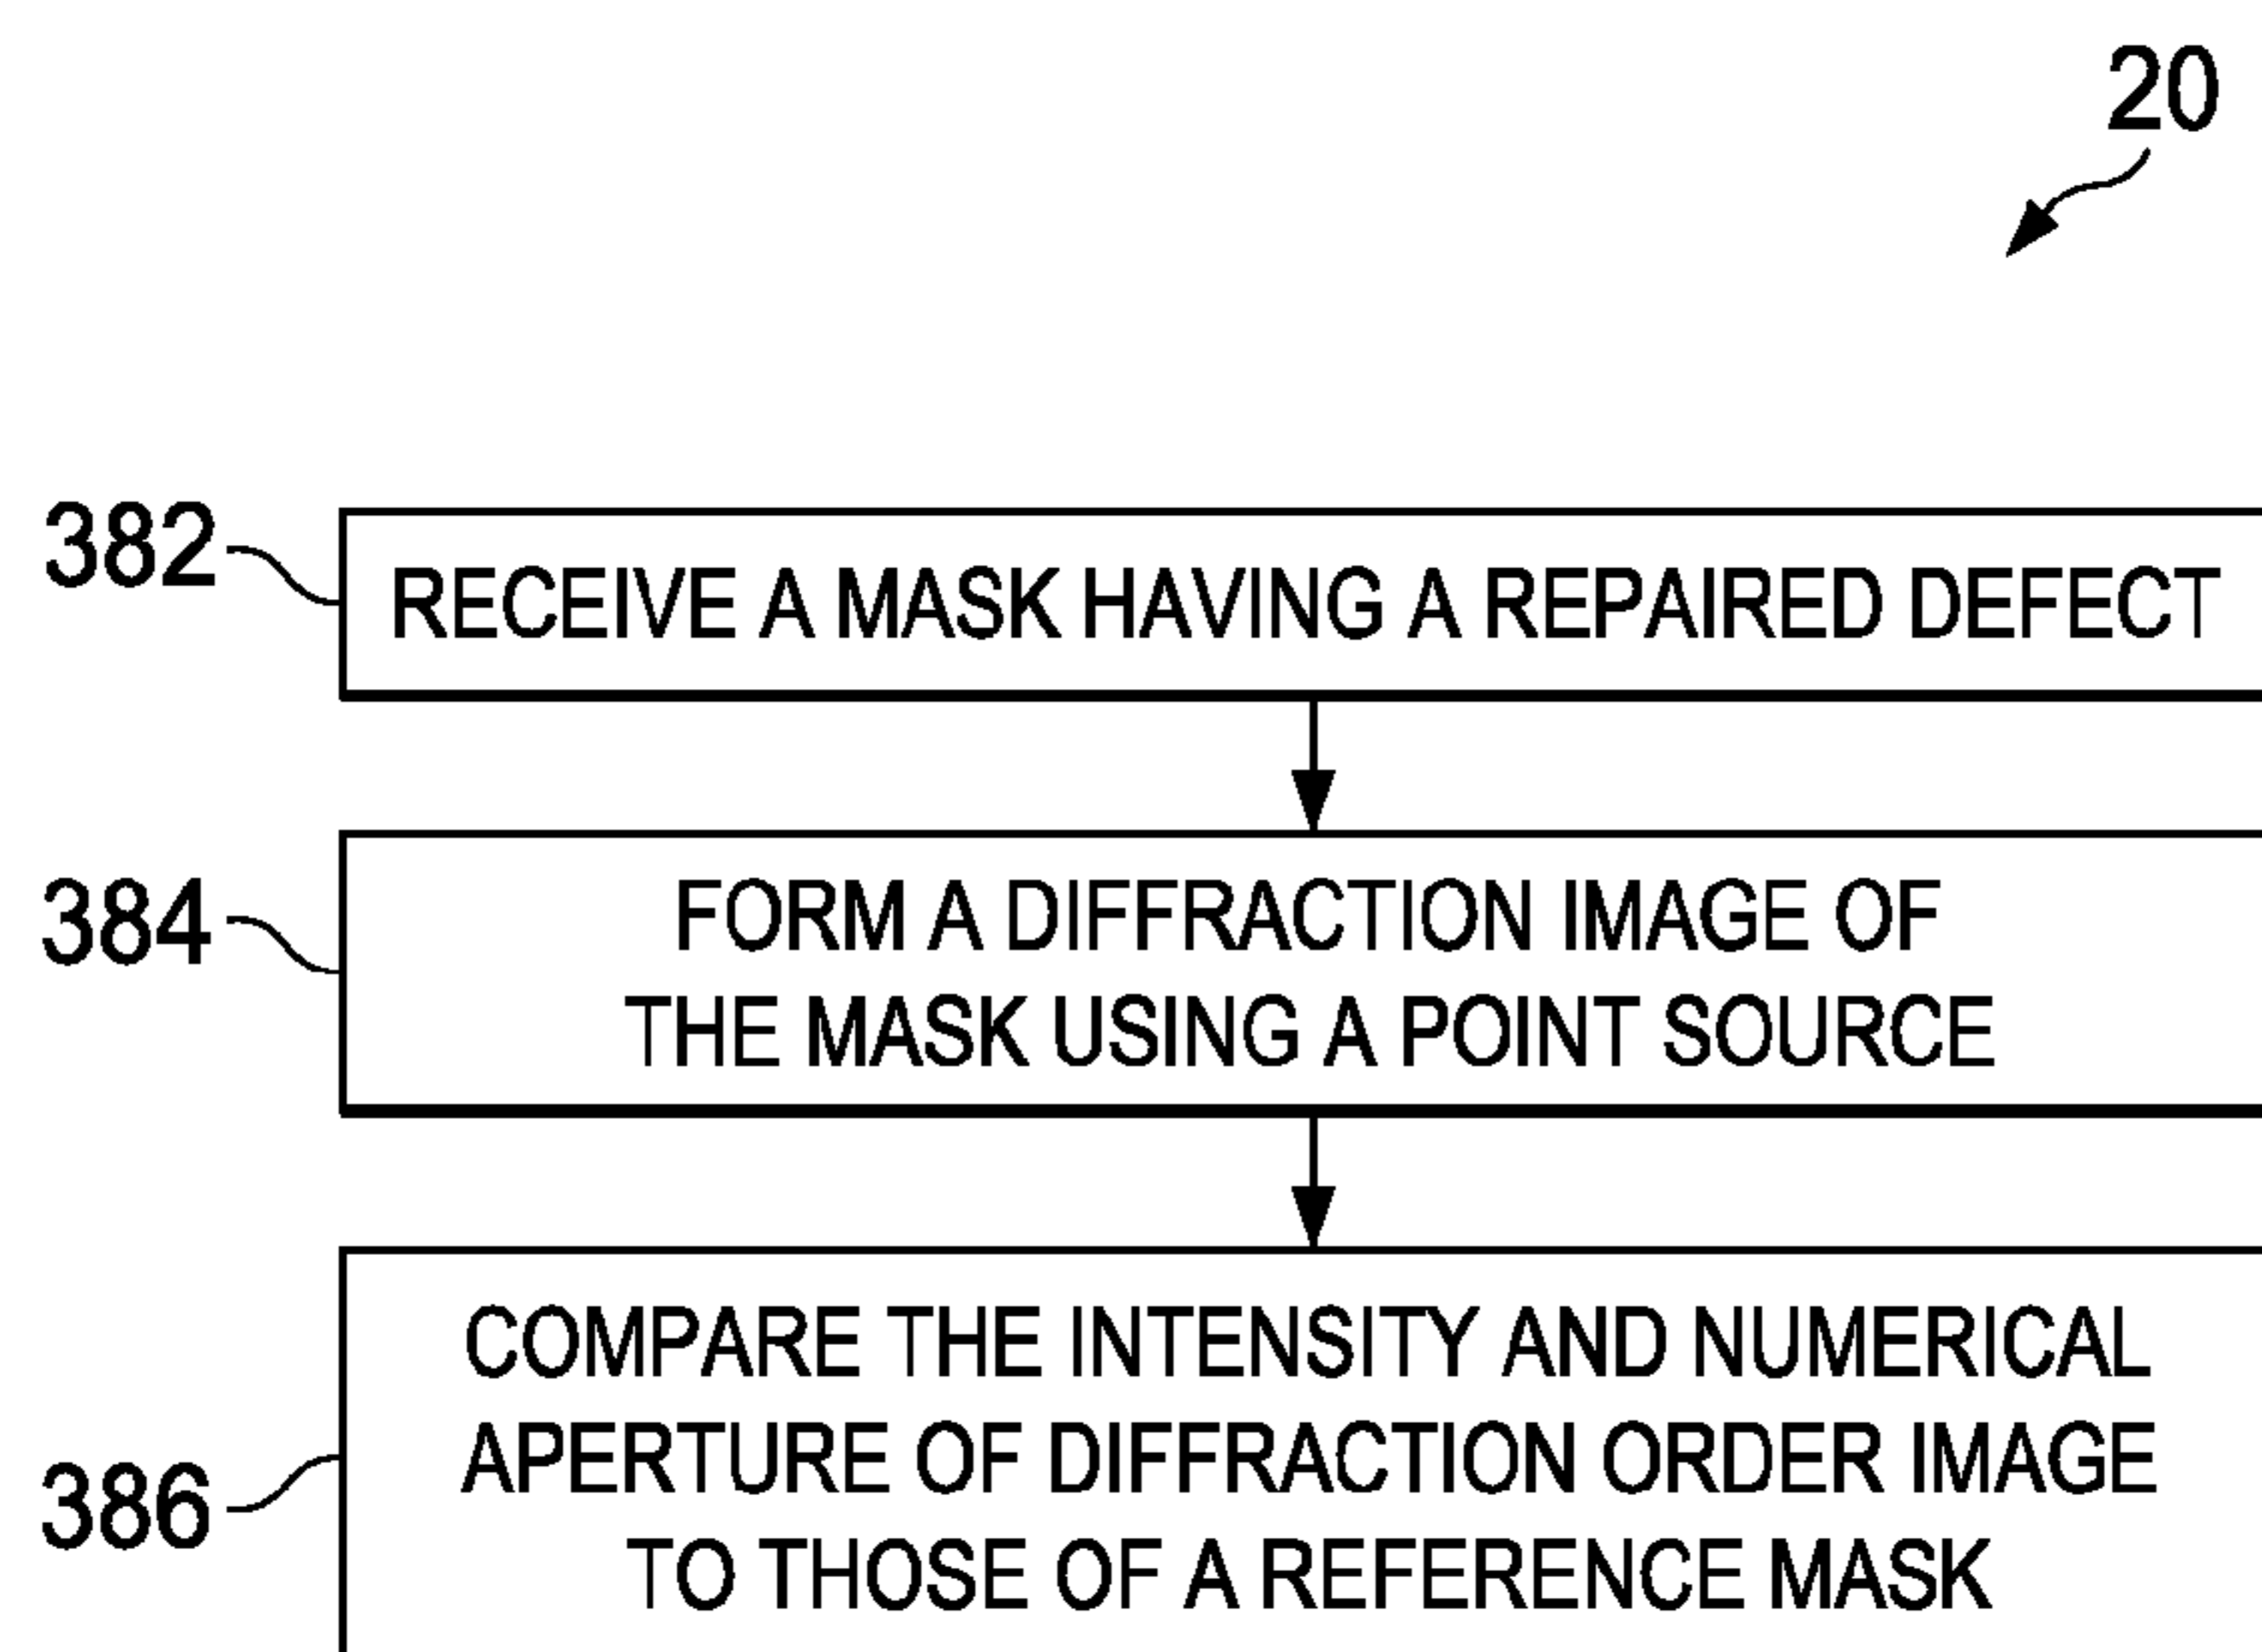 20
382
RECEIVE A MASK HAVING A REPAIRED DEFECT
384
FORM A DIFFRACTION IMAGE OF
THE MASK USING A POINT SOURCE
386
COMPARE THE INTENSITY AND NUMERICAL
APERTURE OF DIFFRACTION ORDER IMAGE
TO THOSE OF A REFERENCE MASK